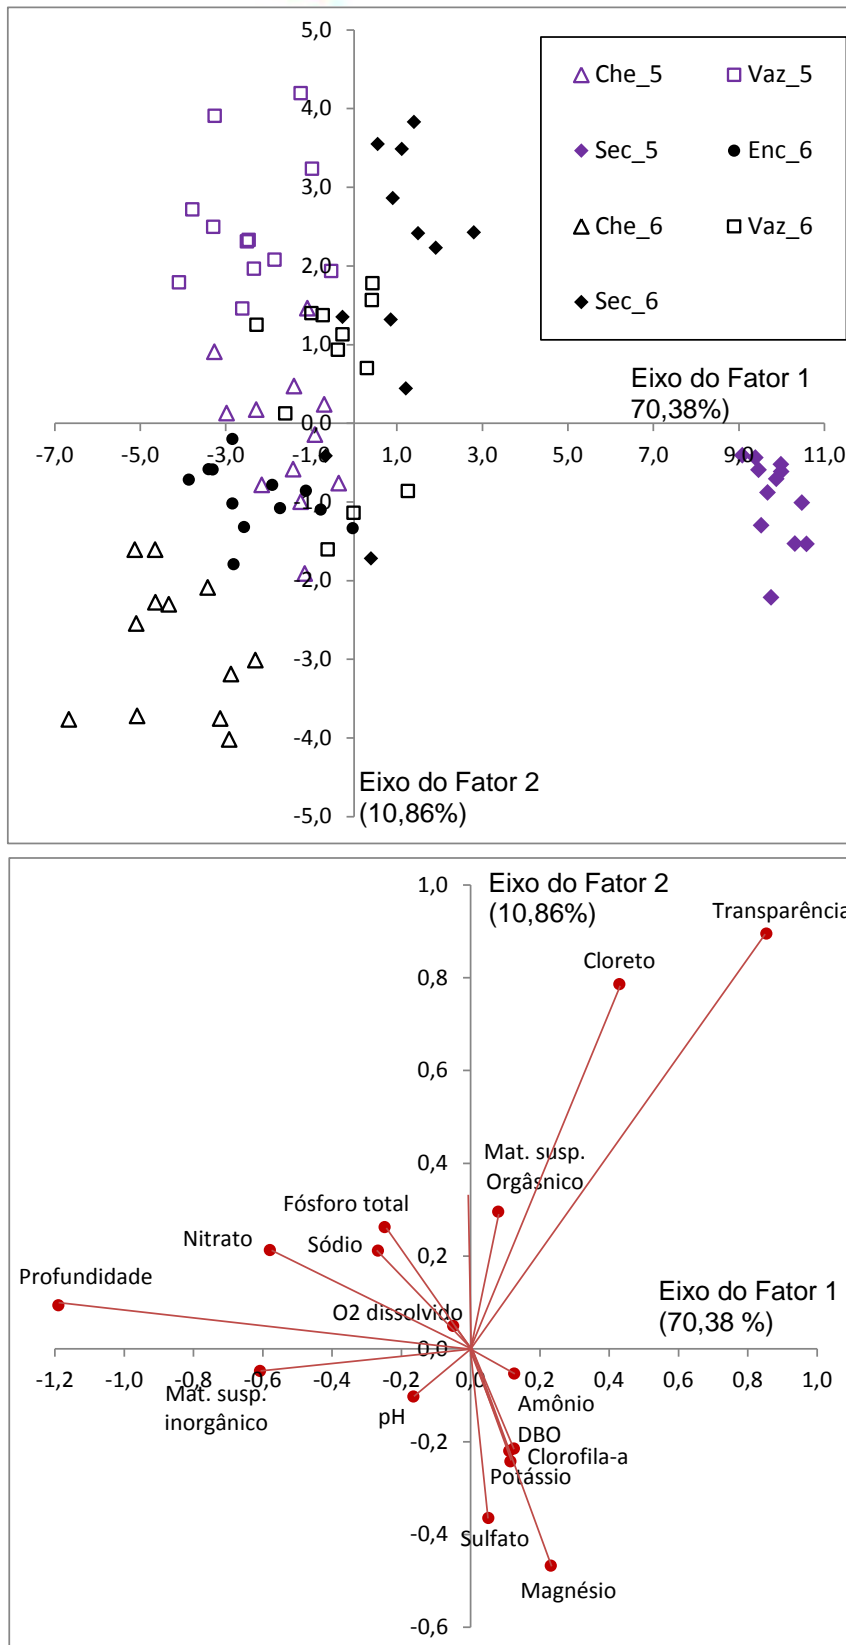 5,0
4,0
3,0
2,0
1,0
0,0
-1,0
-2,0
-3,0
-4,0
-5,0
-7,0 -5,0 -3,0 -1,0 1,0 3,0 5,0 7,0 9,0 11,0
Che_5 Vaz_5
Sec_5 Enc_6
Che_6 Vaz_6
Sec_6
Eixo do Fator 1
70,38%)
Eixo do Fator 2
(10,86%)
1,0
0,8
0,6
0,4
0,2
0,0
-0,2
-0,4
-0,6
-1,2 -1,0 -0,8 -0,6 -0,4 -0,2 0,0 0,2 0,4 0,6 0,8 1,0
Eixo do Fator 2
(10,86%)
Transparência
Cloreto
Mat. susp.
Orgâsnico
Fósforo total
Nitrato
Sódio
Profundidade
O2 dissolvido
Eixo do Fator 1
(70,38 %)
Mat. susp.
inorgânico
pH
Amônio
DBO
Clorofila-a
Potássio
Sulfato
Magnésio